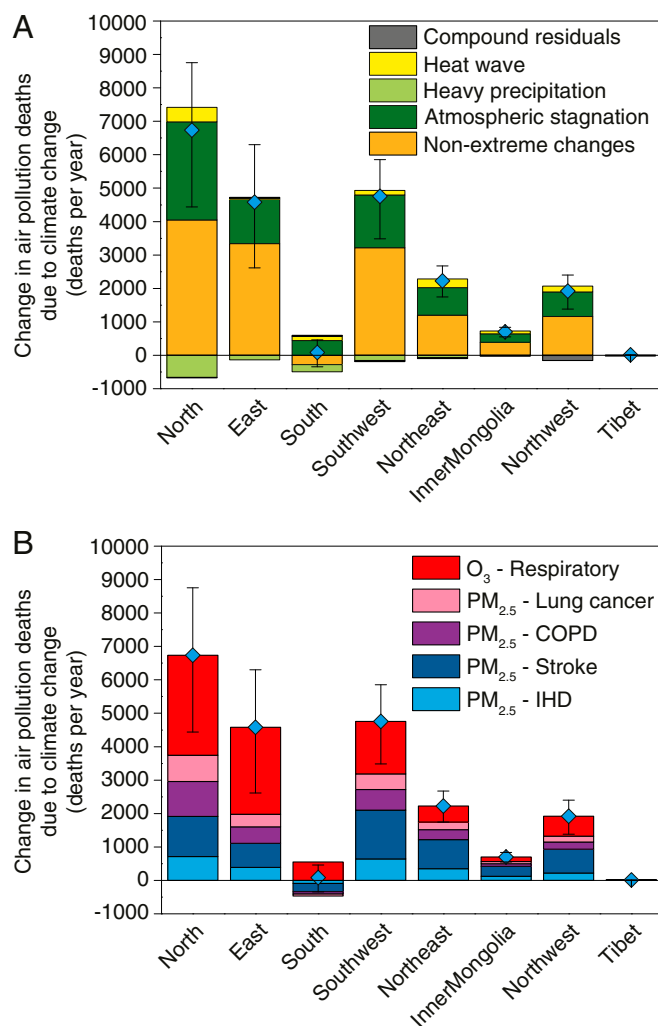 A
Change in air pollution deaths
due to climate change
(deaths per year)
10000
9000
8000
7000
6000
5000
4000
3000
2000
1000
0
-1000
Compound residuals
Heat wave
Heavy precipitation
Atmospheric stagnation
Non-extreme changes
North
East
South
Southwest
Northeast
InnerMongolia
Northwest
Tibet
B
Change in air pollution deaths
due to climate change
(deaths per year)
10000
9000
8000
7000
6000
5000
4000
3000
2000
1000
0
-1000
O3 - Respiratory
PM2.5 - Lung cancer
PM2.5 - COPD
PM2.5 - Stroke
PM2.5 - IHD
North
East
South
Southwest
Northeast
InnerMongolia
Northwest
Tibet